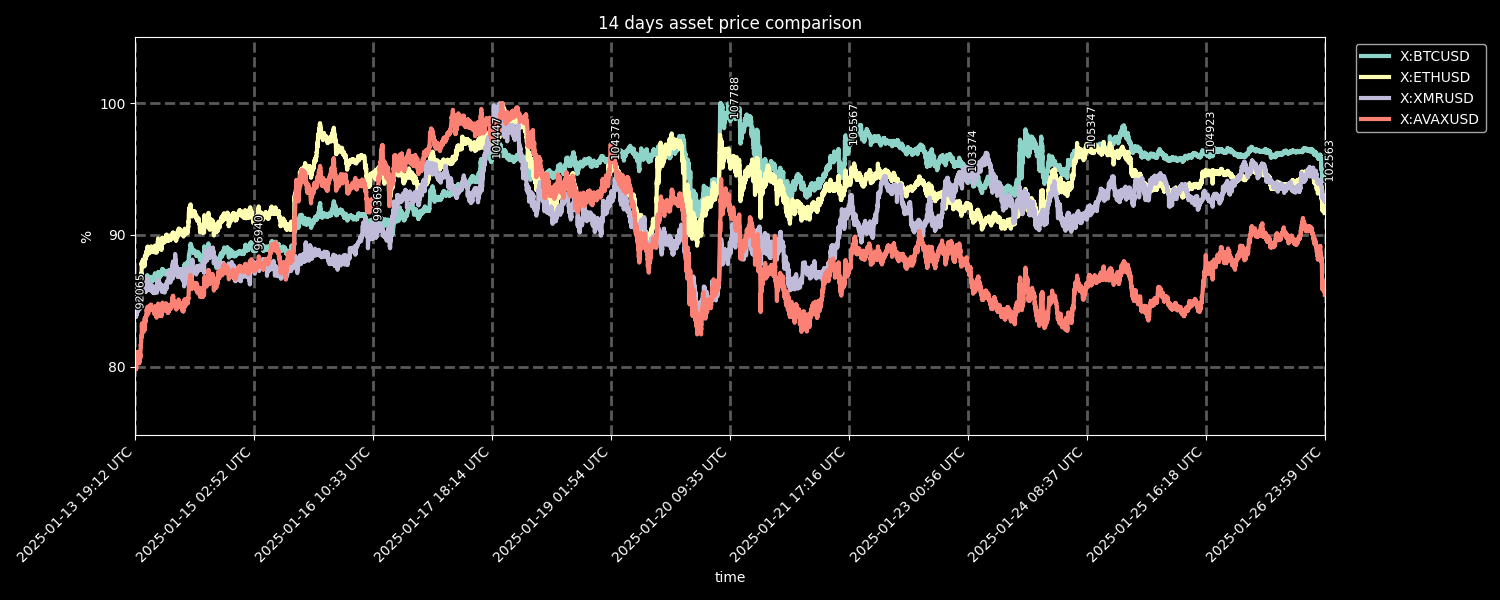 14 days asset price comparison
X:BTCUSD
X:ETHUSD
X:XMRUSD
X:AVAXUSD
100
90
80
%
92065
96940
99369
104447
104378
107788
105567
103374
105347
104923
102563
2025-01-13 19:12 UTC
2025-01-15 02:52 UTC
2025-01-16 10:33 UTC
2025-01-17 18:14 UTC
2025-01-19 01:54 UTC
2025-01-20 09:35 UTC
2025-01-21 17:16 UTC
2025-01-23 00:56 UTC
2025-01-24 08:37 UTC
2025-01-25 16:18 UTC
2025-01-26 23:59 UTC
time